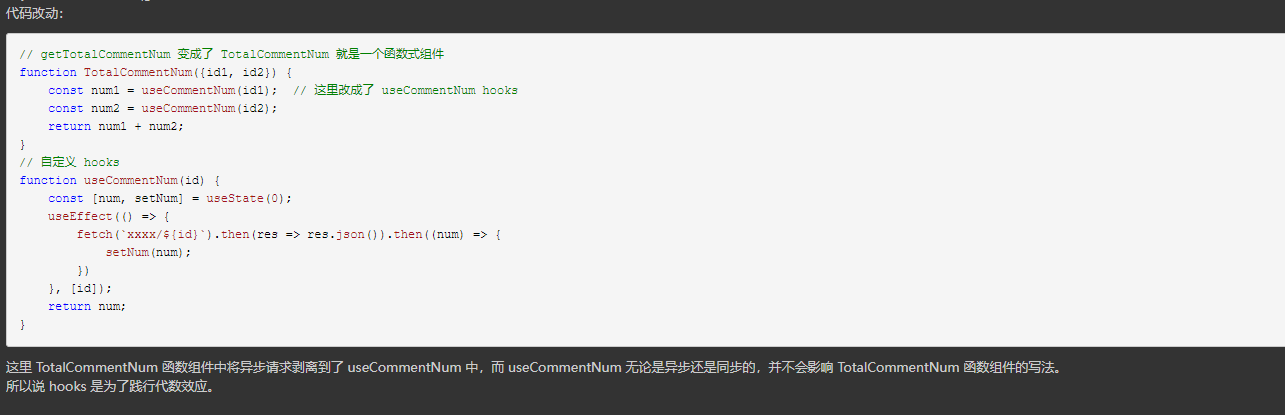 代码改动:
// getTotalCommentNum 变成了 TotalCommentNum 就是一个函数式组件
function TotalCommentNum({id1, id2}) {
    const num1 = useCommentNum(id1);  // 这里改成了 useCommentNum hooks
    const num2 = useCommentNum(id2);
    return num1 + num2;
}
// 自定义 hooks
function useCommentNum(id) {
    const [num, setNum] = useState(0);
    useEffect(() => {
        fetch(`xxxx/${id}`).then(res => res.json()).then((num) => {
            setNum(num);
        })
    }, [id]);
    return num;
}
这里 TotalCommentNum 函数组件中将异步请求剥离到了 useCommentNum 中，而 useCommentNum 无论是异步还是同步的，并不会影响 TotalCommentNum 函数组件的写法。
所以说 hooks 是为了践行代数效应。